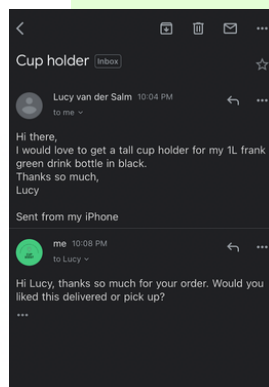 Cup holder Inbox
Lucy van der Salm 10:04 PM
to me
Hi there,
I would love to get a tall cup holder for my 1L frank
green drink bottle in black.
Thanks so much,
Lucy
Sent from my iPhone
me 10:08 PM
to Lucy
Hi Lucy, thanks so much for your order. Would you
liked this delivered or pick up?